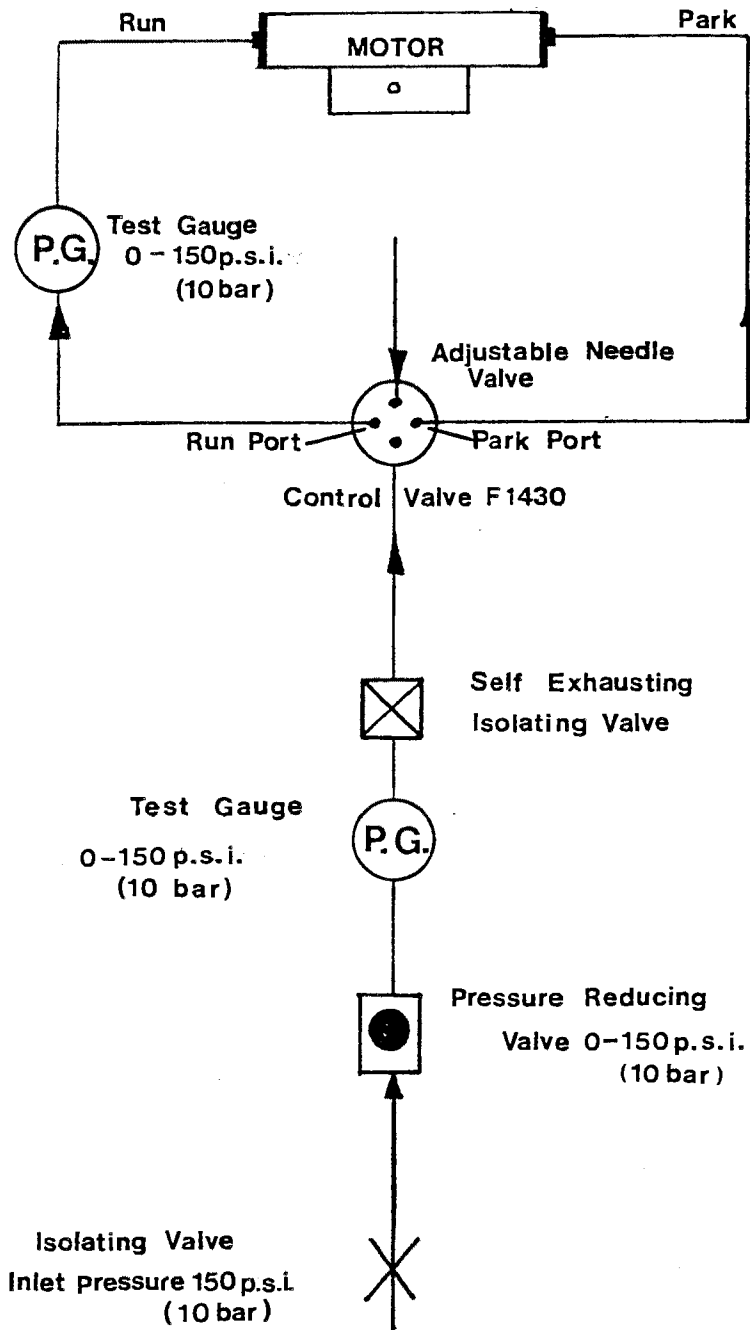 Run
Park
MOTOR
P.G.
Test Gauge
0-150p.s.i.
(10 bar)
Adjustable Needle
Valve
Run Port
Park Port
Control Valve F1430
Self Exhausting
Isolating Valve
Test Gauge
0-150 p.s.i.
(10 bar)
P.G.
Pressure Reducing
Valve 0-150p.s.i.
(10 bar)
Isolating Valve
Inlet Pressure 150p.s.i.
(10 bar)